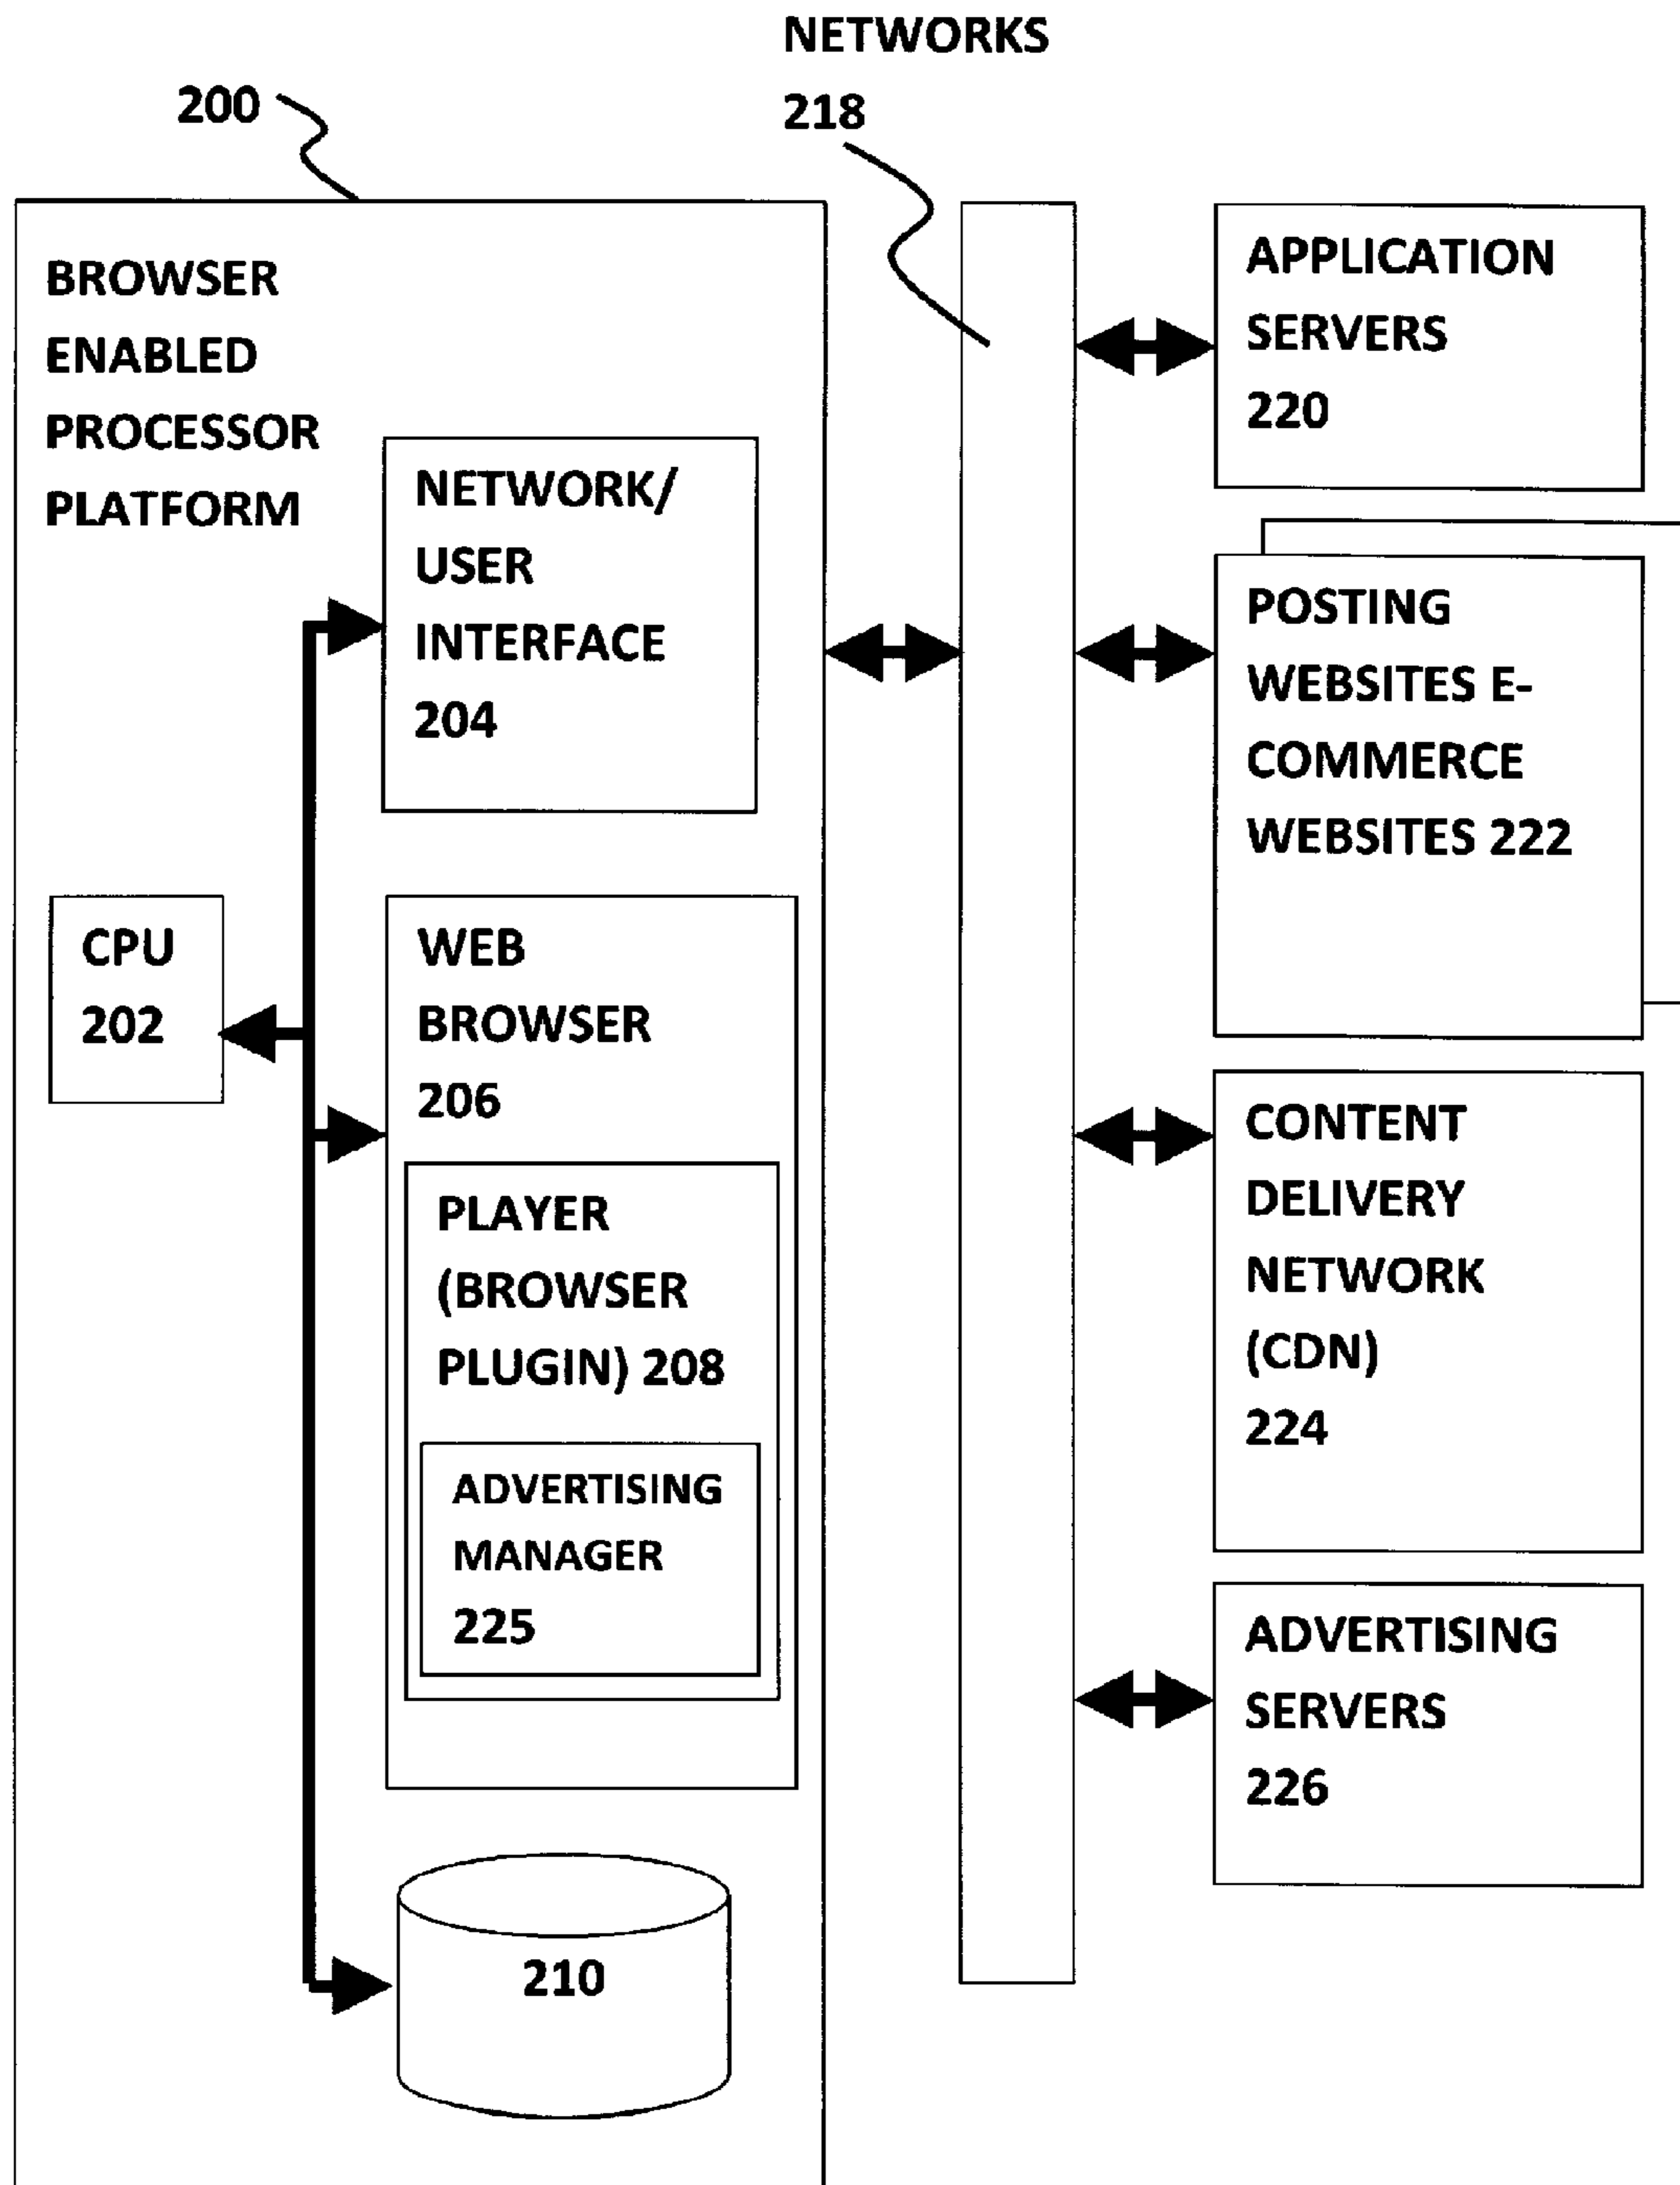 NETWORKS
218
200
BROWSER
ENABLED
PROCESSOR
PLATFORM
NETWORK/
USER
INTERFACE
204
CPU
202
WEB
BROWSER
206
PLAYER
(BROWSER
PLUGIN) 208
ADVERTISING
MANAGER
225
210
APPLICATION
SERVERS
220
POSTING
WEBSITES E-
COMMERCE
WEBSITES 222
CONTENT
DELIVERY
NETWORK
(CDN)
224
ADVERTISING
SERVERS
226